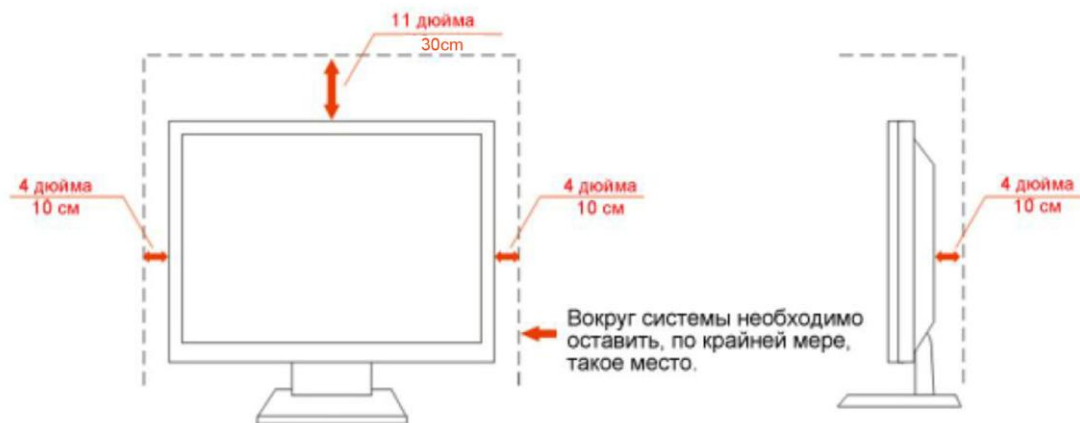 11 дюйма
30cm
4 дюйма
10 см
4 дюйма
10 см
4 дюйма
10 см
Вокруг системы необходимо
оставить, по крайней мере,
такое место.